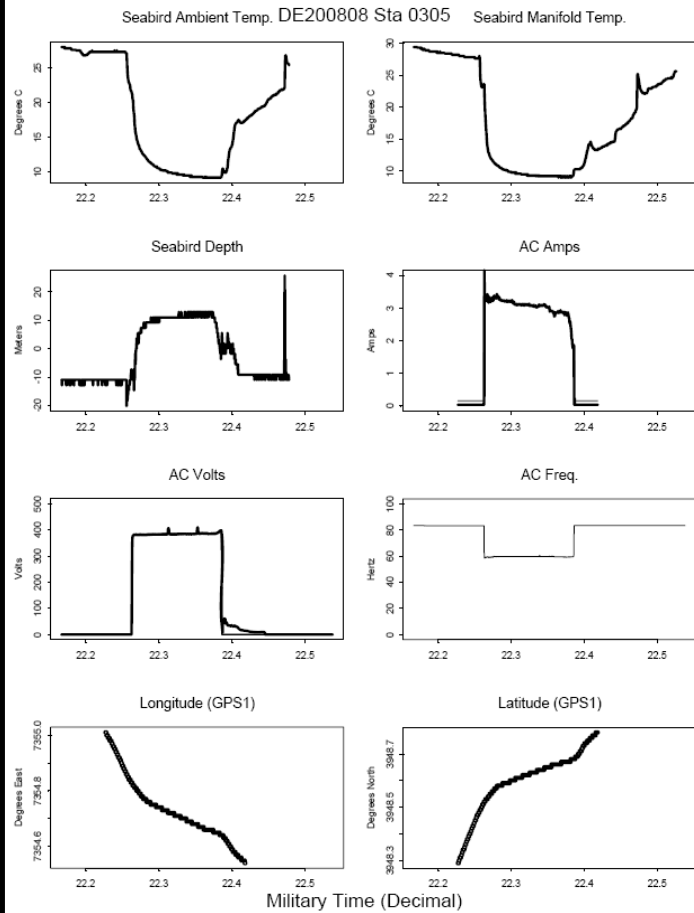 Seabird Ambient Temp. DE200808 Sta 0305 Seabird Manifold Temp.
Degrees C
25
20
15
10
22.2 22.3 22.4 22.5
Degrees C
30
25
20
15
10
22.2 22.3 22.4 22.5
Seabird Depth
Meters
20
10
0
-10
-20
22.2 22.3 22.4 22.5
AC Amps
Amps
4
3
2
1
0
22.2 22.3 22.4 22.5
AC Volts
Volts
500
400
300
200
100
0
22.2 22.3 22.4 22.5
AC Freq.
Hertz
100
80
60
40
20
0
22.2 22.3 22.4 22.5
Longitude (GPS1)
Degrees East
7355.0
7354.8
7354.6
22.2 22.3 22.4 22.5
Latitude (GPS1)
Degrees North
3948.7
3948.5
3948.3
22.2 22.3 22.4 22.5
Military Time (Decimal)